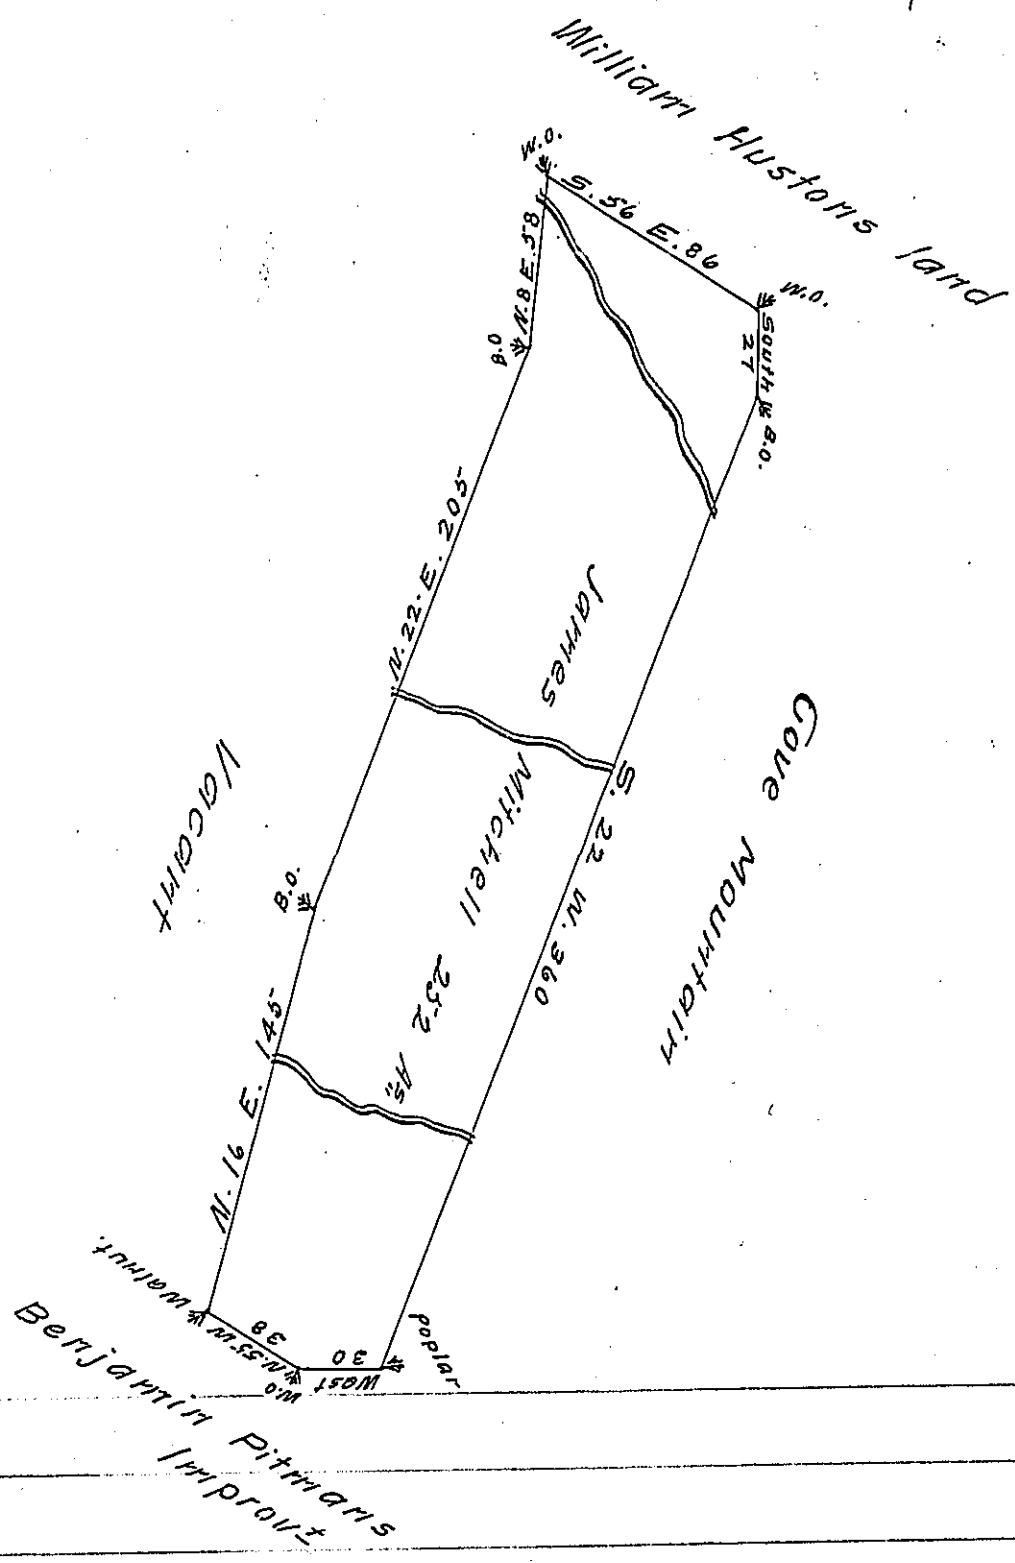 William Hustons land
W.O.
S. 56 E. 86
W.O.
South
27
B.O.
N. 8 E. 58
B.O
N. 22. E. 205
James
Mitchell 252 As,,
S. 22 W. 360
Cove Mountain
Vacant
B.O.
N. 16 E. 145
Walnut.
N. 55 W
38
W.O
West
30
poplar
Benjamin Pitmans
Improvt